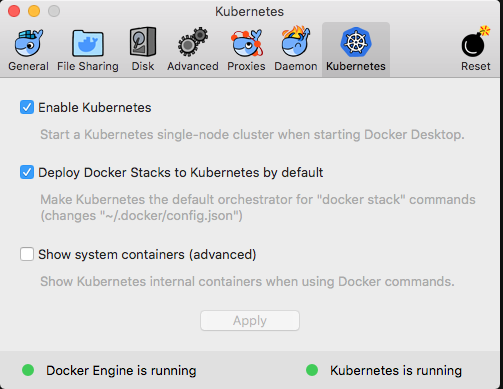 Kubernetes
General File Sharing Disk Advanced Proxies Daemon Kubernetes Reset
Enable Kubernetes
Start a Kubernetes single-node cluster when starting Docker Desktop.
Deploy Docker Stacks to Kubernetes by default
Make Kubernetes the default orchestrator for "docker stack" commands
(changes "~/.docker/config.json")
Show system containers (advanced)
Show Kubernetes internal containers when using Docker commands.
Apply
Docker Engine is running Kubernetes is running